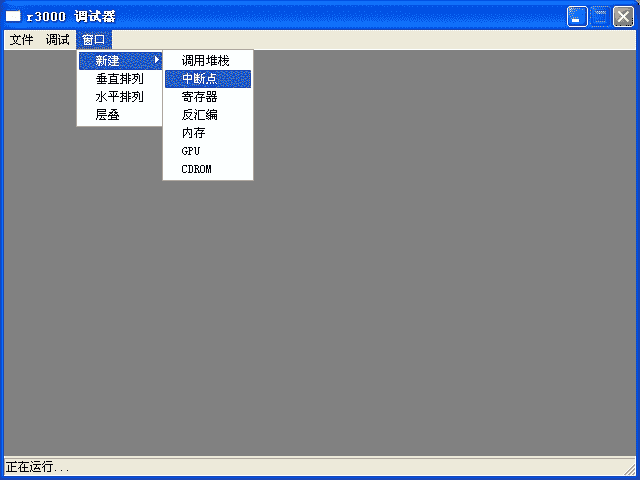 r3000 调试器
文件 调试 窗口
新建 调用堆栈
垂直排列 中断点
水平排列 寄存器
层叠 反汇编
内存
GPU
CDROM
正在运行...